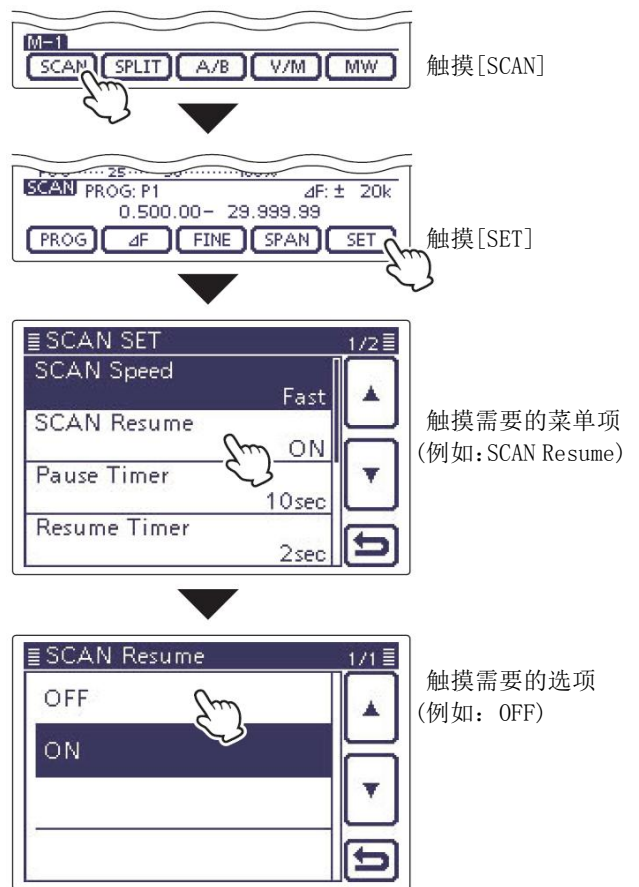 M-1
SCAN SPLIT A/B V/M MW
触摸[SCAN]
SCAN PROG: P1 ⊿F: ± 20k
0.500.00– 29.999.99
PROG ⊿F FINE SPAN SET
触摸[SET]
SCAN SET 1/2
SCAN Speed
Fast
SCAN Resume
ON
Pause Timer
10sec
Resume Timer
2sec
触摸需要的菜单项
(例如:SCAN Resume)
SCAN Resume 1/1
OFF
ON
触摸需要的选项
(例如: OFF)